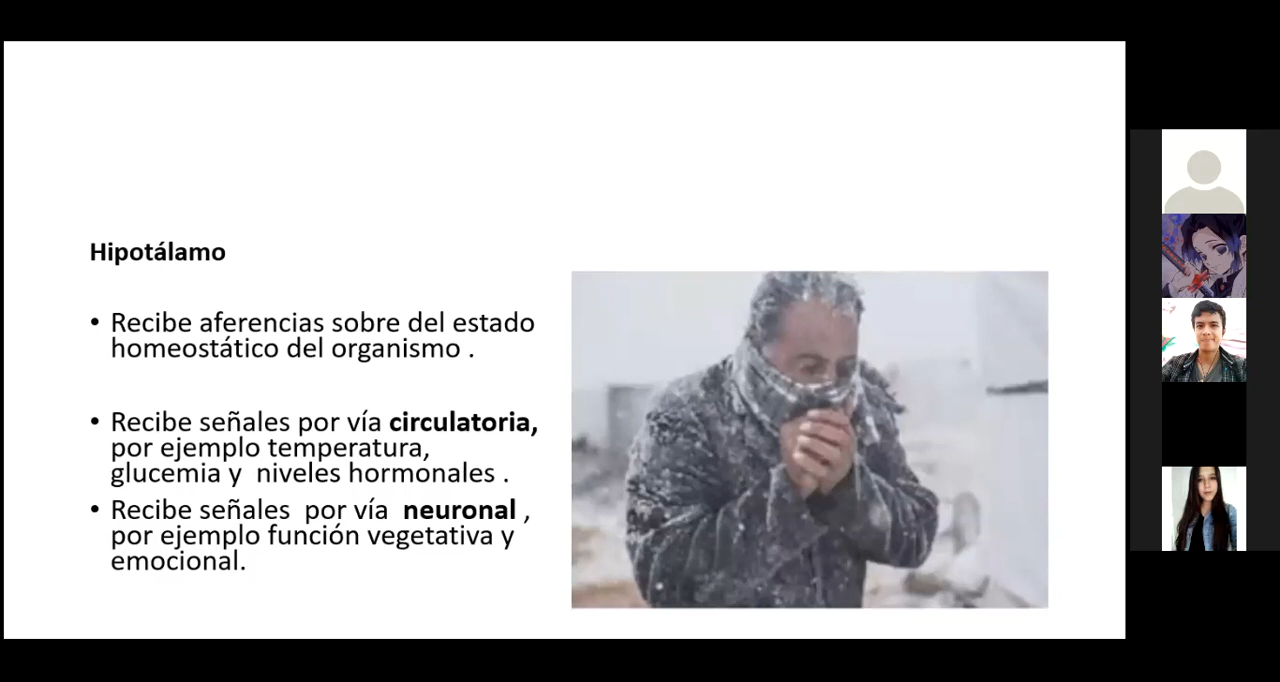 Hipotálamo
• Recibe aferencias sobre del estado
homeostático del organismo .
• Recibe señales por vía circulatoria,
por ejemplo temperatura,
glucemia y niveles hormonales .
• Recibe señales por vía neuronal ,
por ejemplo función vegetativa y
emocional.